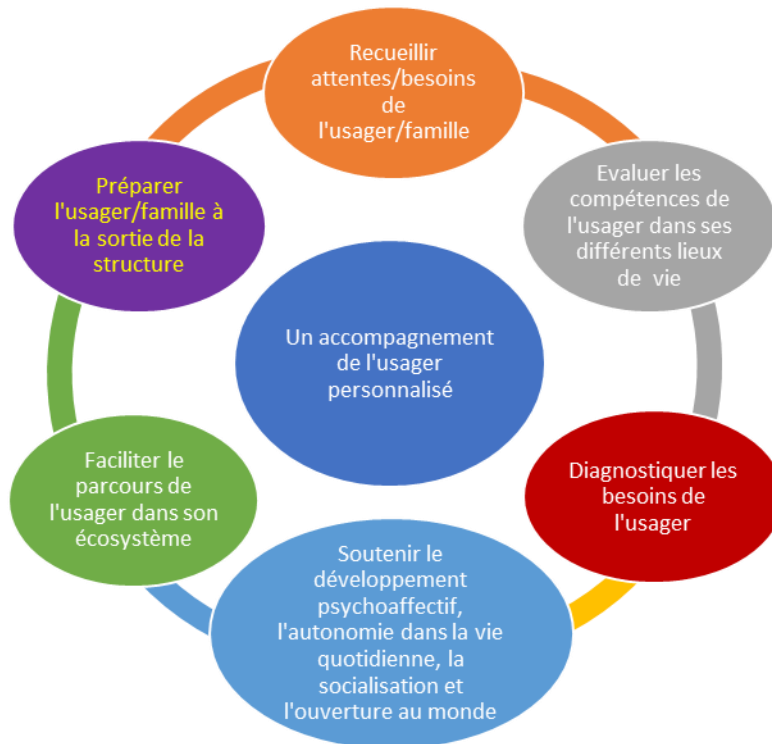 Recueillir
attentes/besoins
de
l'usager/famille
Evaluer les
compétences de
l'usager dans ses
différents lieux
de vie
Diagnostiquer les
besoins de
l'usager
Soutenir le
développement
psychoaffectif,
l'autonomie dans la vie
quotidienne, la
socialisation et
l'ouverture au monde
Faciliter le
parcours de
l'usager dans son
écosystème
Préparer
l'usager/famille à
la sortie de la
structure
Un accompagnement
de l'usager
personnalisé